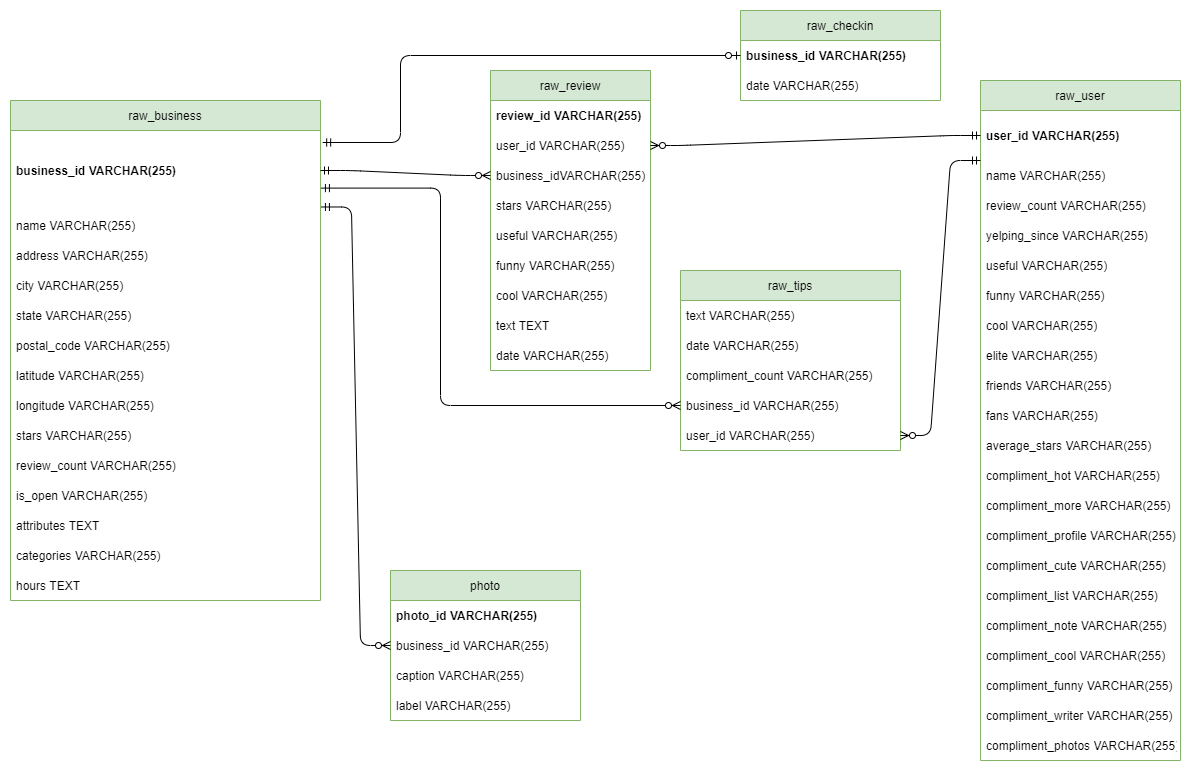 raw_checkin
business_id VARCHAR(255)
date VARCHAR(255)
raw_review
review_id VARCHAR(255)
user_id VARCHAR(255)
business_idVARCHAR(255)
stars VARCHAR(255)
useful VARCHAR(255)
funny VARCHAR(255)
cool VARCHAR(255)
text TEXT
date VARCHAR(255)
raw_user
user_id VARCHAR(255)
name VARCHAR(255)
review_count VARCHAR(255)
yelping_since VARCHAR(255)
useful VARCHAR(255)
funny VARCHAR(255)
cool VARCHAR(255)
elite VARCHAR(255)
friends VARCHAR(255)
fans VARCHAR(255)
average_stars VARCHAR(255)
compliment_hot VARCHAR(255)
compliment_more VARCHAR(255)
compliment_profile VARCHAR(255)
compliment_cute VARCHAR(255)
compliment_list VARCHAR(255)
compliment_note VARCHAR(255)
compliment_cool VARCHAR(255)
compliment_funny VARCHAR(255)
compliment_writer VARCHAR(255)
compliment_photos VARCHAR(255
raw_business
business_id VARCHAR(255)
name VARCHAR(255)
address VARCHAR(255)
city VARCHAR(255)
state VARCHAR(255)
postal_code VARCHAR(255)
latitude VARCHAR(255)
longitude VARCHAR(255)
stars VARCHAR(255)
review_count VARCHAR(255)
is_open VARCHAR(255)
attributes TEXT
categories VARCHAR(255)
hours TEXT
raw_tips
text VARCHAR(255)
date VARCHAR(255)
compliment_count VARCHAR(255)
business_id VARCHAR(255)
user_id VARCHAR(255)
photo
photo_id VARCHAR(255)
business_id VARCHAR(255)
caption VARCHAR(255)
label VARCHAR(255)